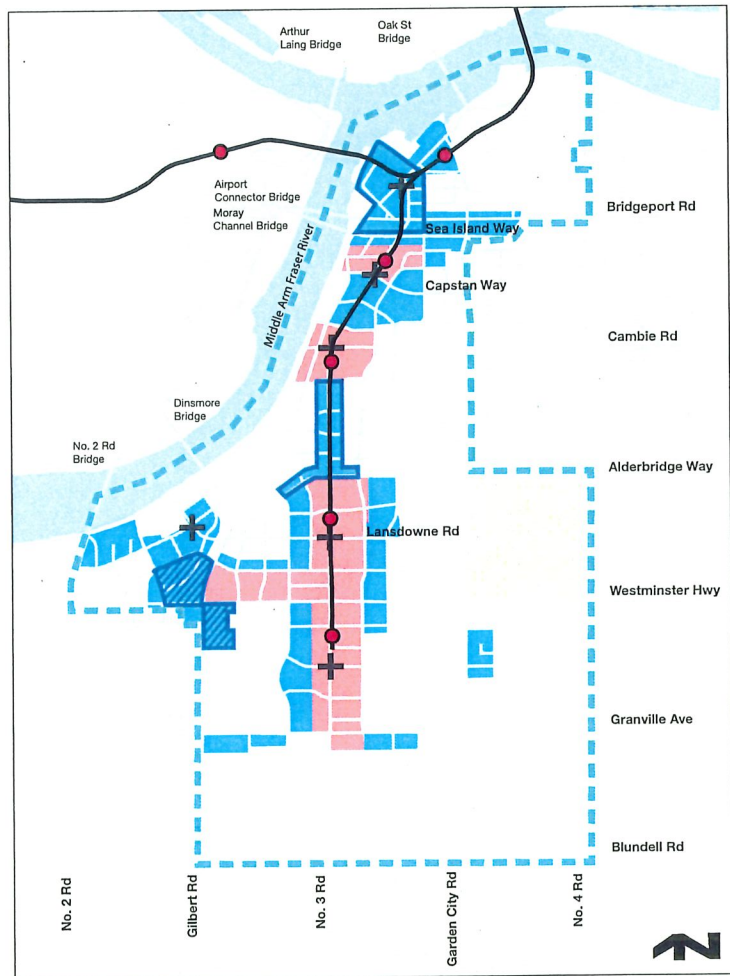 Oak St
Bridge
Arthur
Laing Bridge
Airport
Connector Bridge
Moray
Channel Bridge
Bridgeport Rd
Sea Island Way
Middle Arm Fraser River
Capstan Way
Cambie Rd
Dinsmore
Bridge
No. 2 Rd
Bridge
Alderbridge Way
Lansdowne Rd
Westminster Hwy
Granville Ave
Blundell Rd
No. 2 Rd
Gilbert Rd
No. 3 Rd
Garden City Rd
No. 4 Rd
N